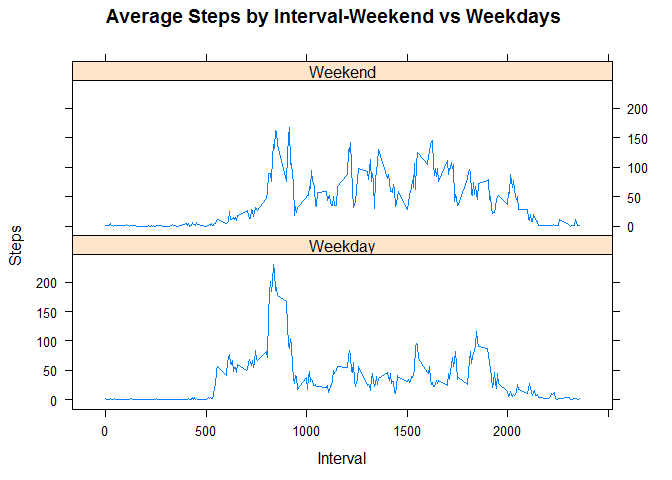 Average Steps by Interval-Weekend vs Weekdays
Weekend
200
150
100
50
0
Steps
Weekday
200
150
100
50
0
0 500 1000 1500 2000
Interval